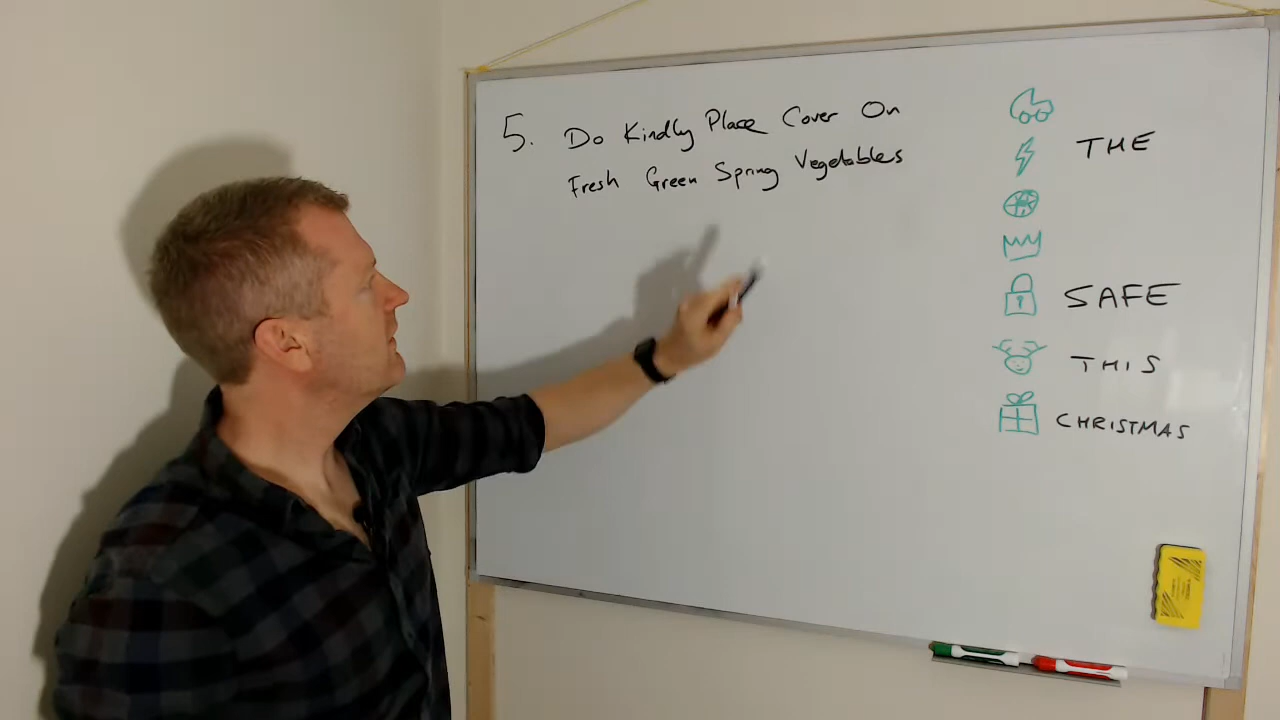 5. Do Kindly Place Cover On
Fresh Green Spring Vegetables
THE
SAFE
THIS
CHRISTMAS